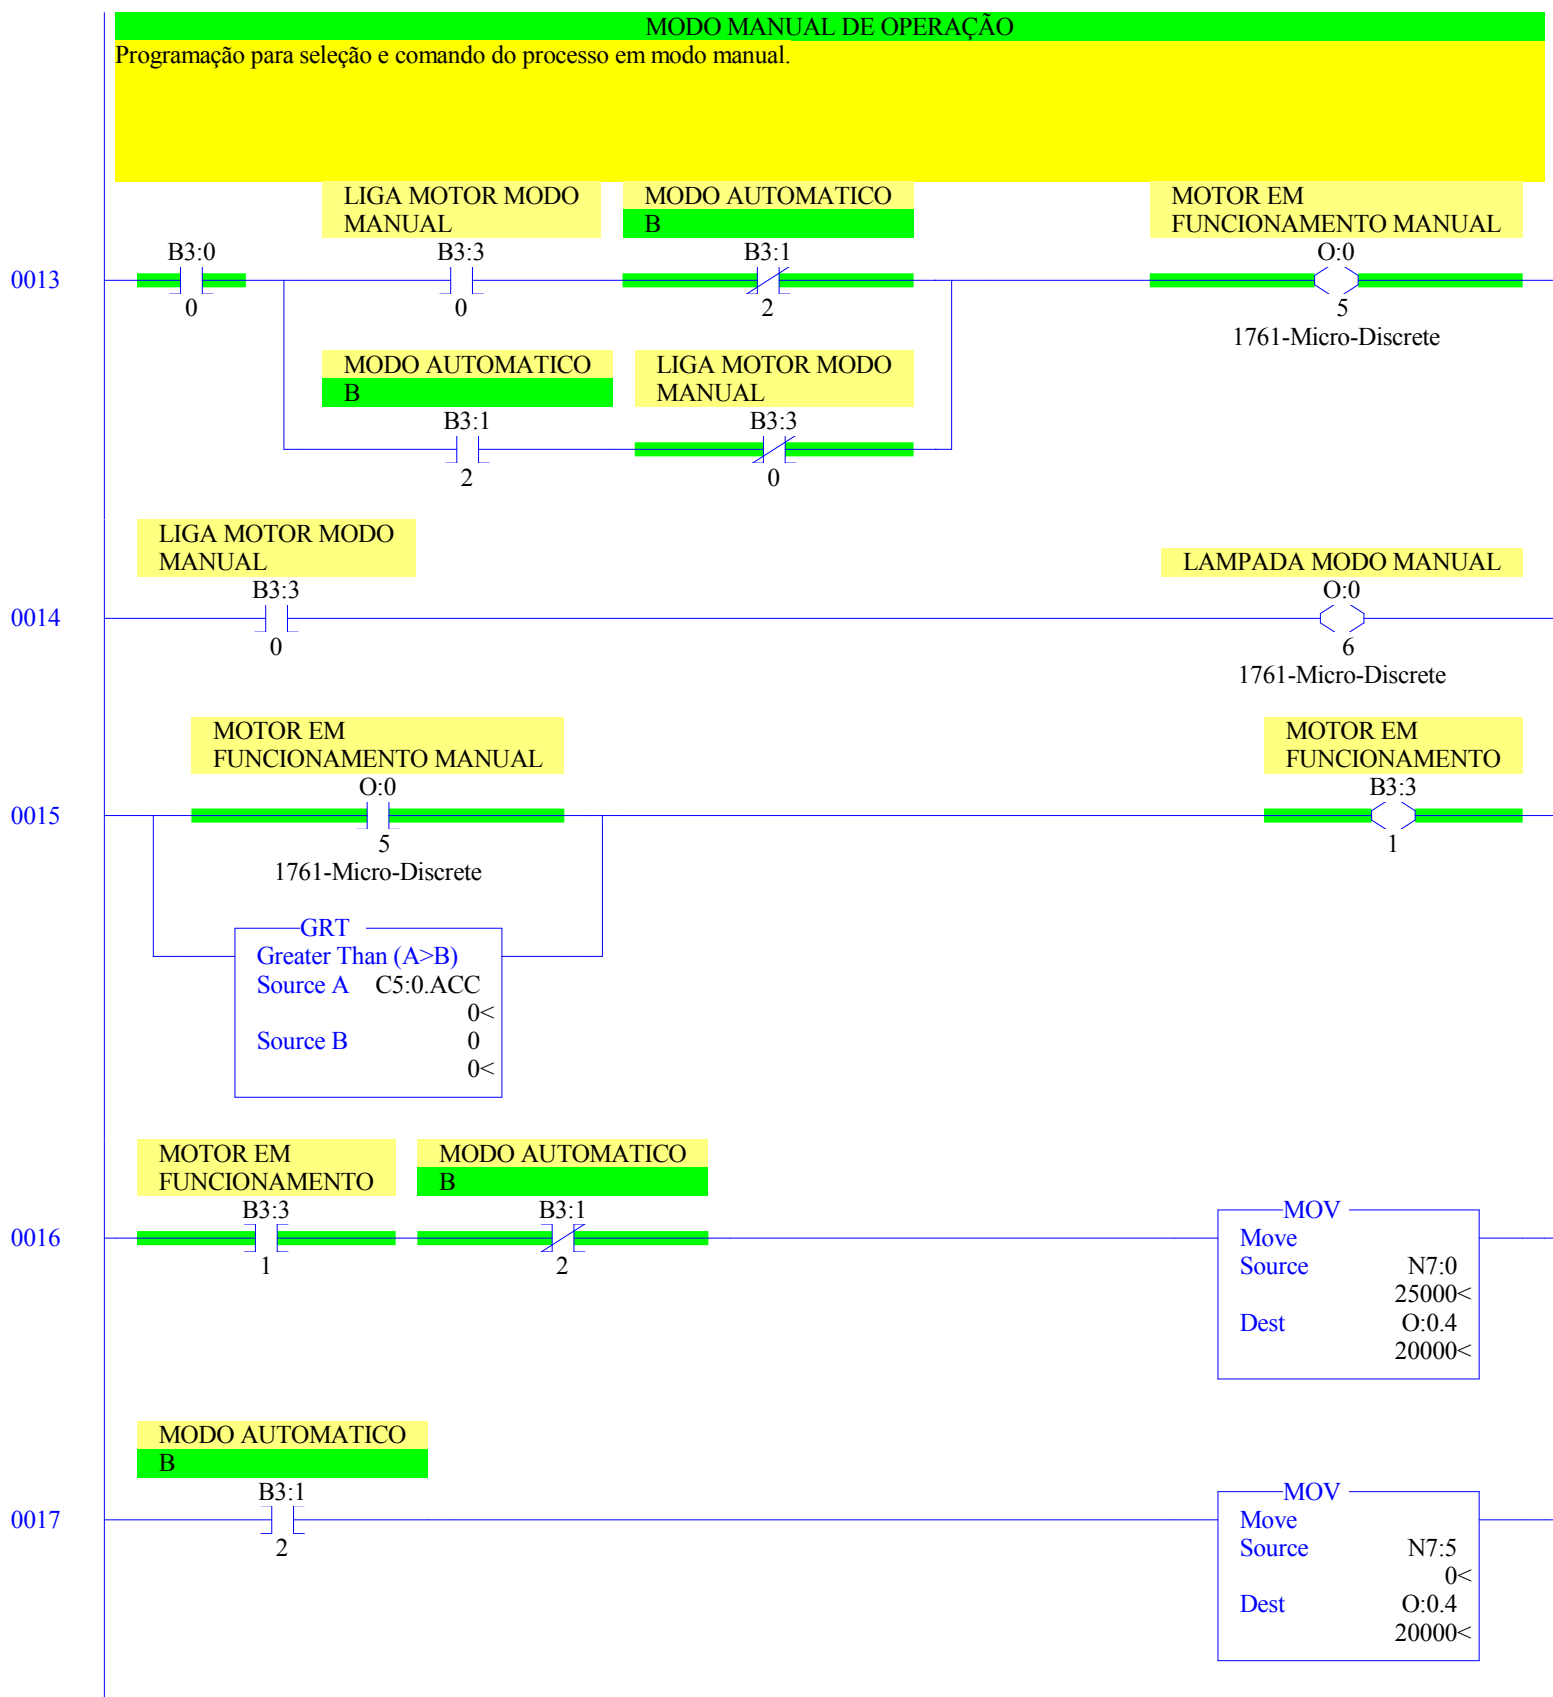 MODO MANUAL DE OPERAÇÃO
Programação para seleção e comando do processo em modo manual.
LIGA MOTOR MODO
MANUAL
MODO AUTOMATICO
B
MOTOR EM
FUNCIONAMENTO MANUAL
B3:0
B3:3
B3:1
O:0
0013
0
0
2
5
1761-Micro-Discrete
MODO AUTOMATICO
B
LIGA MOTOR MODO
MANUAL
B3:1
B3:3
2
0
LIGA MOTOR MODO
MANUAL
LAMPADA MODO MANUAL
B3:3
O:0
0014
0
6
1761-Micro-Discrete
MOTOR EM
FUNCIONAMENTO MANUAL
MOTOR EM
FUNCIONAMENTO
O:0
B3:3
0015
5
1
1761-Micro-Discrete
GRT
Greater Than (A>B)
Source A C5:0.ACC
0<
Source B 0
0<
MOTOR EM
FUNCIONAMENTO
MODO AUTOMATICO
B
B3:3
B3:1
0016
1
2
MOV
Move
Source N7:0
25000<
Dest O:0.4
20000<
MODO AUTOMATICO
B
B3:1
0017
2
MOV
Move
Source N7:5
0<
Dest O:0.4
20000<